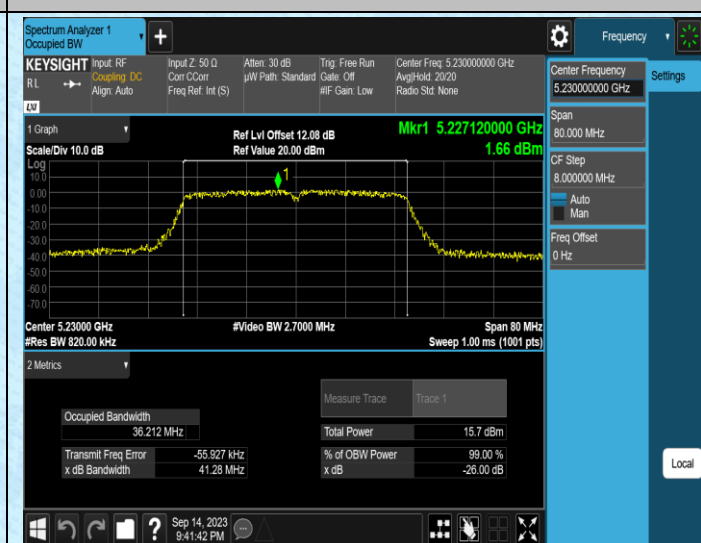 Spectrum Analyzer 1
Occupied BW
Frequency
KEYSIGHT
Input: RF
Input Z: 50 Ω
Atten: 30 dB
Trig: Free Run
Center Freq: 5.230000000 GHz
RL
Coupling: DC
Corr CCorr
µW Path: Standard
Gate: Off
Avg|Hold: 20/20
Align: Auto
Freq Ref: Int (S)
#IF Gain: Low
Radio Std: None
LXI
Center Frequency
5.230000000 GHz
Settings
Span
80.000 MHz
CF Step
8.000000 MHz
Auto
Man
Freq Offset
0 Hz
1 Graph
Ref Lvl Offset 12.08 dB
Mkr1 5.227120000 GHz
Scale/Div 10.0 dB
Ref Value 20.00 dBm
1.66 dBm
Log
10.0
1
0.00
-10.0
-20.0
-30.0
-40.0
-50.0
-60.0
-70.0
Center 5.23000 GHz
#Video BW 2.7000 MHz
Span 80 MHz
#Res BW 820.00 kHz
Sweep 1.00 ms (1001 pts)
2 Metrics
Measure Trace
Trace 1
Occupied Bandwidth
36.212 MHz
Total Power
15.7 dBm
Transmit Freq Error
-55.927 kHz
% of OBW Power
99.00 %
x dB Bandwidth
41.28 MHz
x dB
-26.00 dB
Local
?
Sep 14, 2023
9:41:42 PM